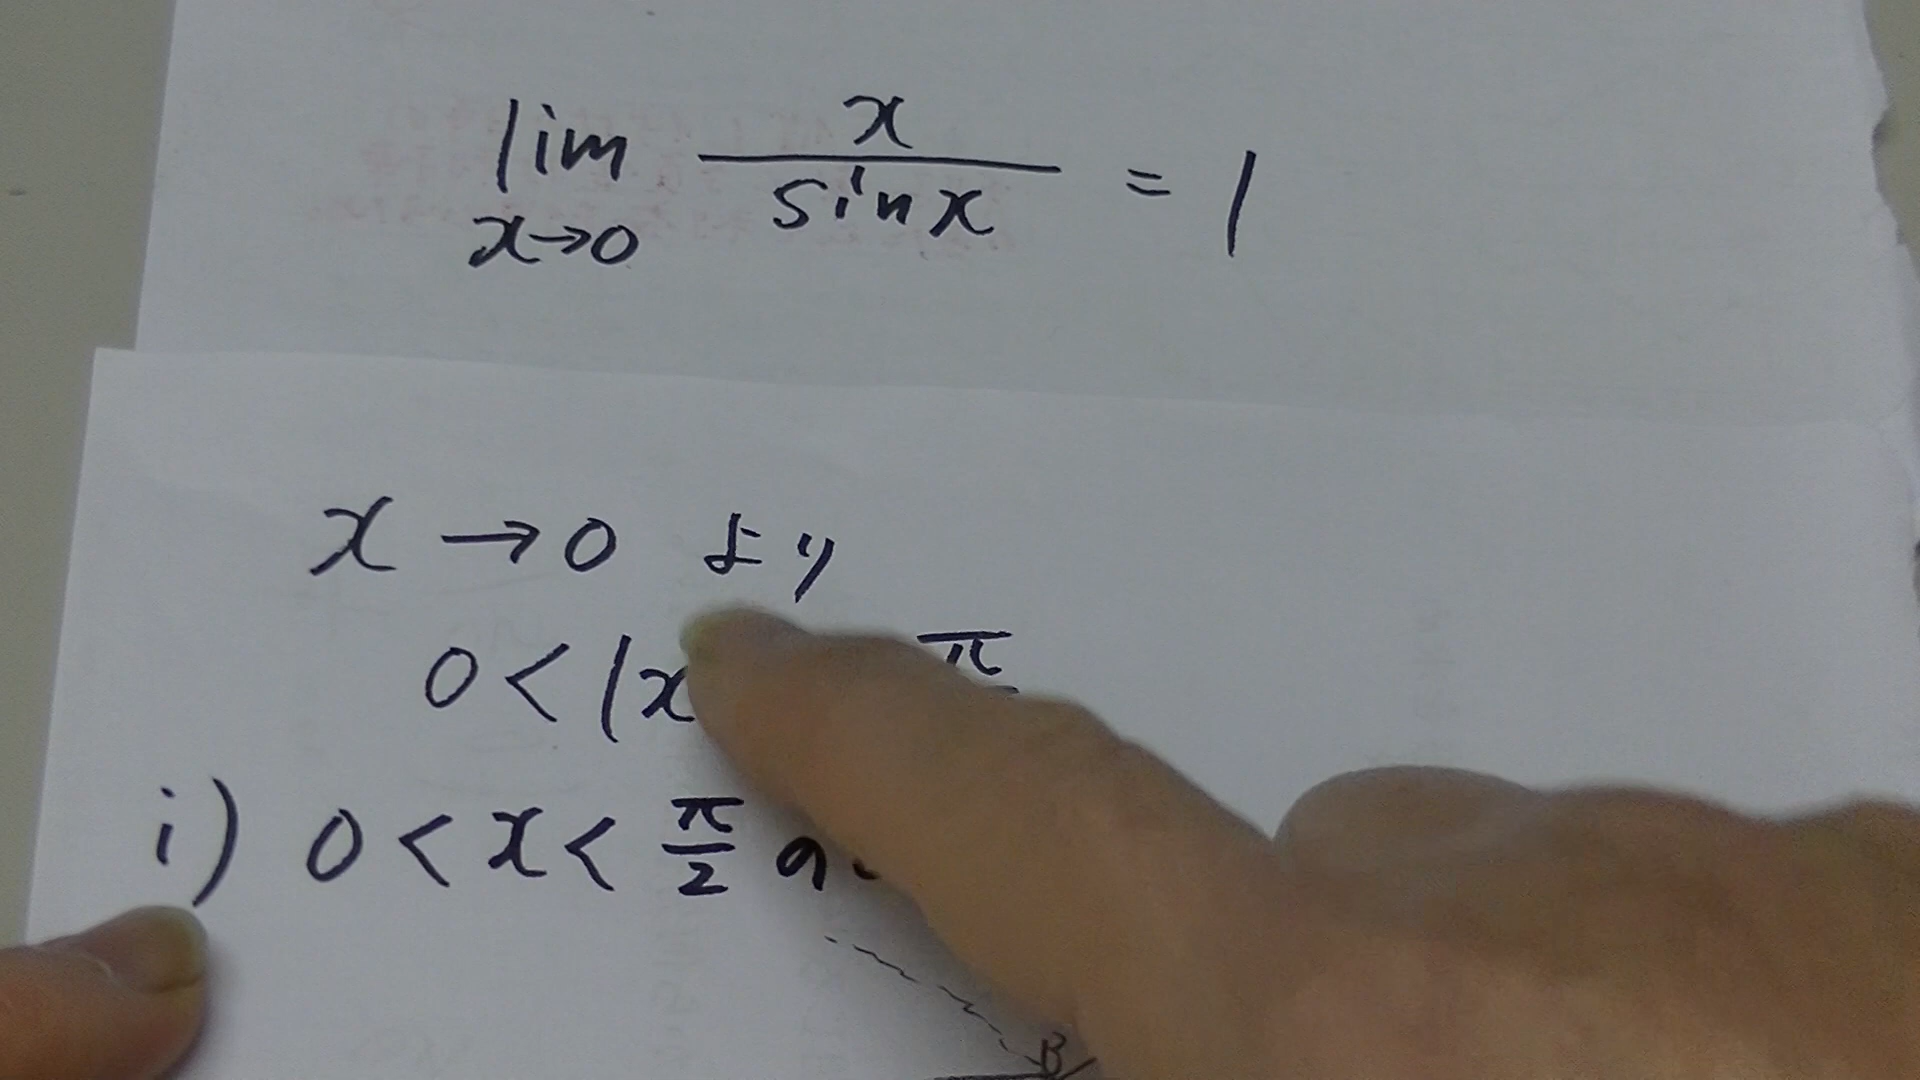 lim x→0 x/sinx = 1
x→0 より
0<|x π
i) 0<x<π/2 の
B